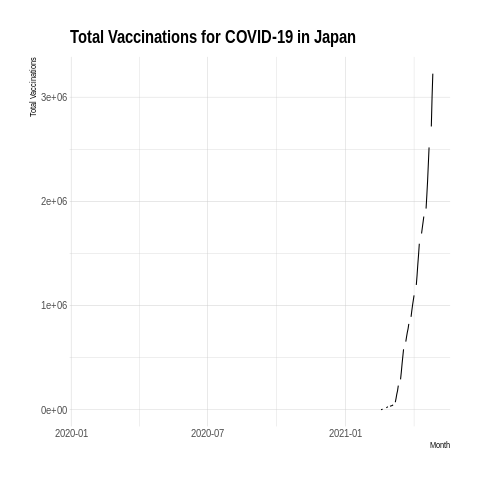 Total Vaccinations for COVID-19 in Japan
Total Vaccinations
3e+06
2e+06
1e+06
0e+00
2020-01 2020-07 2021-01
Month